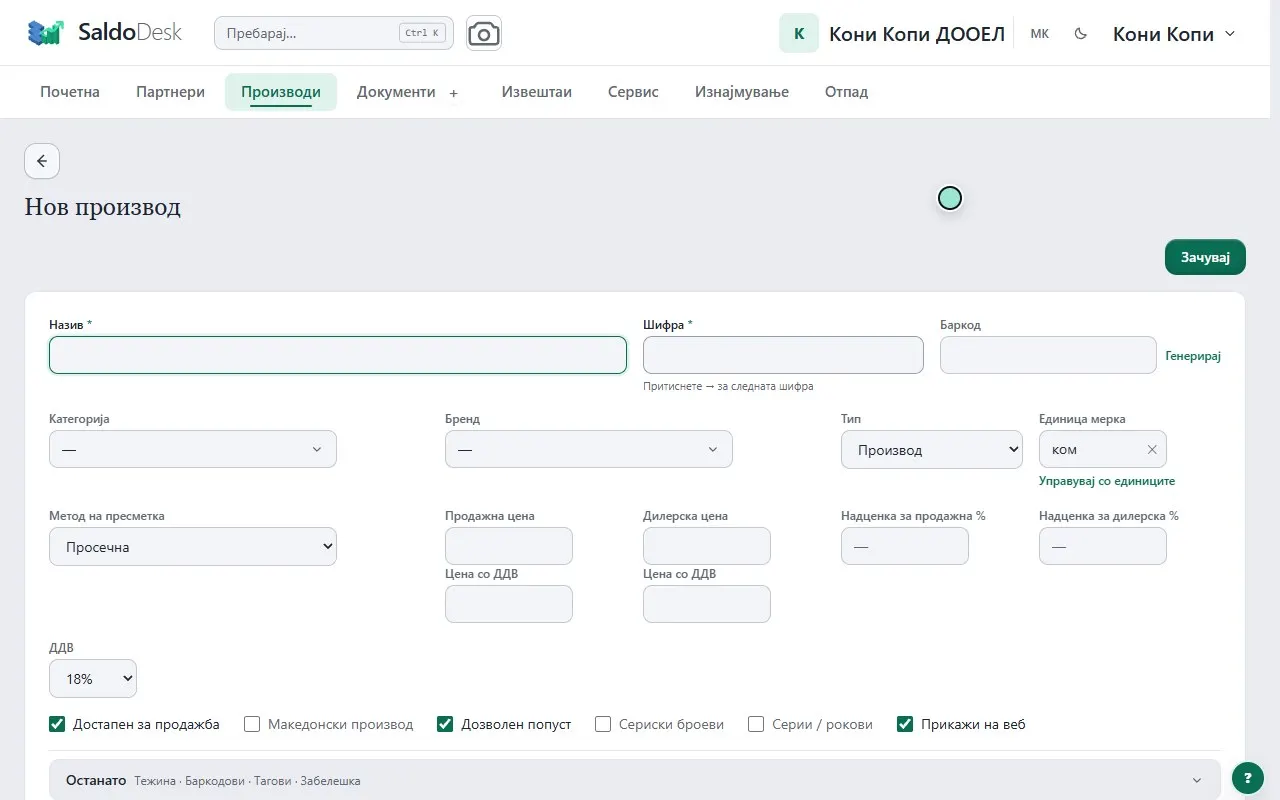 SaldoDesk
Пребарај... Ctrl K
К Кони Копи ДООЕЛ МК Кони Копи
Почетна Партнери Производи Документи + Извештаи Сервис Изнајмување Отпад
Нов производ
Зачувај
Назив * Шифра * Баркод
Генерирај
Притиснете → за следната шифра
Категорија Бренд Тип Единица мерка
— — Производ ком
Управувај со единиците
Метод на пресметка Продажна цена Дилерска цена Надценка за продажна % Надценка за дилерска %
Просечна — —
Цена со ДДВ Цена со ДДВ
ДДВ
18%
Достапен за продажба Македонски производ Дозволен попуст Сериски броеви Серии / рокови Прикажи на веб
Останато Тежина · Баркодови · Тагови · Забелешка
?